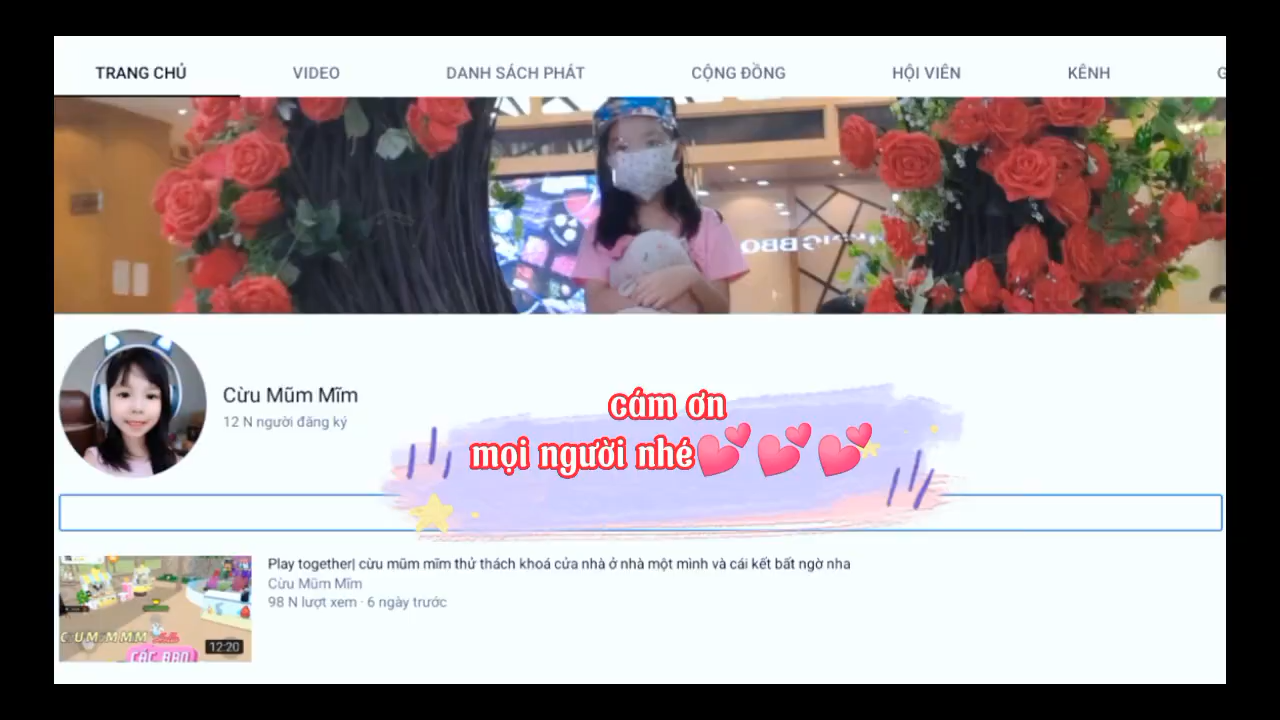 TRANG CHỦ
VIDEO
DANH SÁCH PHÁT
CỘNG ĐỒNG
HỘI VIÊN
KÊNH
G
Cừu Mũm Mĩm
12 N người đăng ký
cám ơn
mọi người nhé💕💕💕
Play together| cừu mũm mĩm thử thách khoá cửa nhà ở nhà một mình và cái kết bất ngờ nha
Cừu Mũm Mĩm
98 N lượt xem · 6 ngày trước
12:20
CÁC BẠN